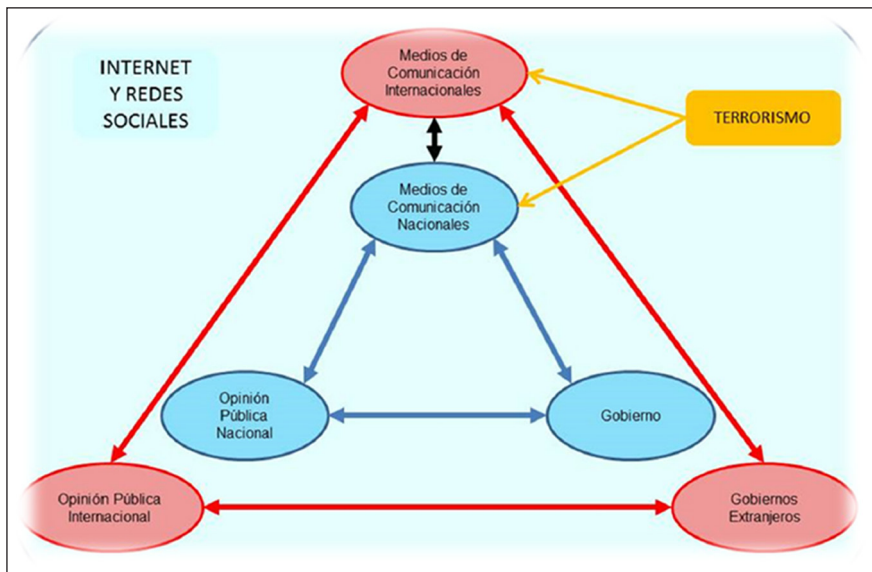 INTERNET
Y REDES
SOCIALES
Medios de
Comunicación
Internacionales
TERRORISMO
Medios de
Comunicación
Nacionales
Opinión
Pública
Nacional
Gobierno
Opinión Pública
Internacional
Gobiernos
Extranjeros